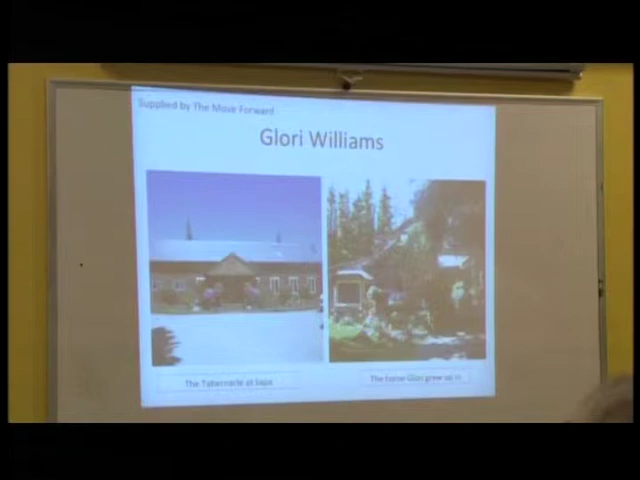 Supplied by The Move Forward
Glori Williams
The Tabernacle at
The home Glori grew up in